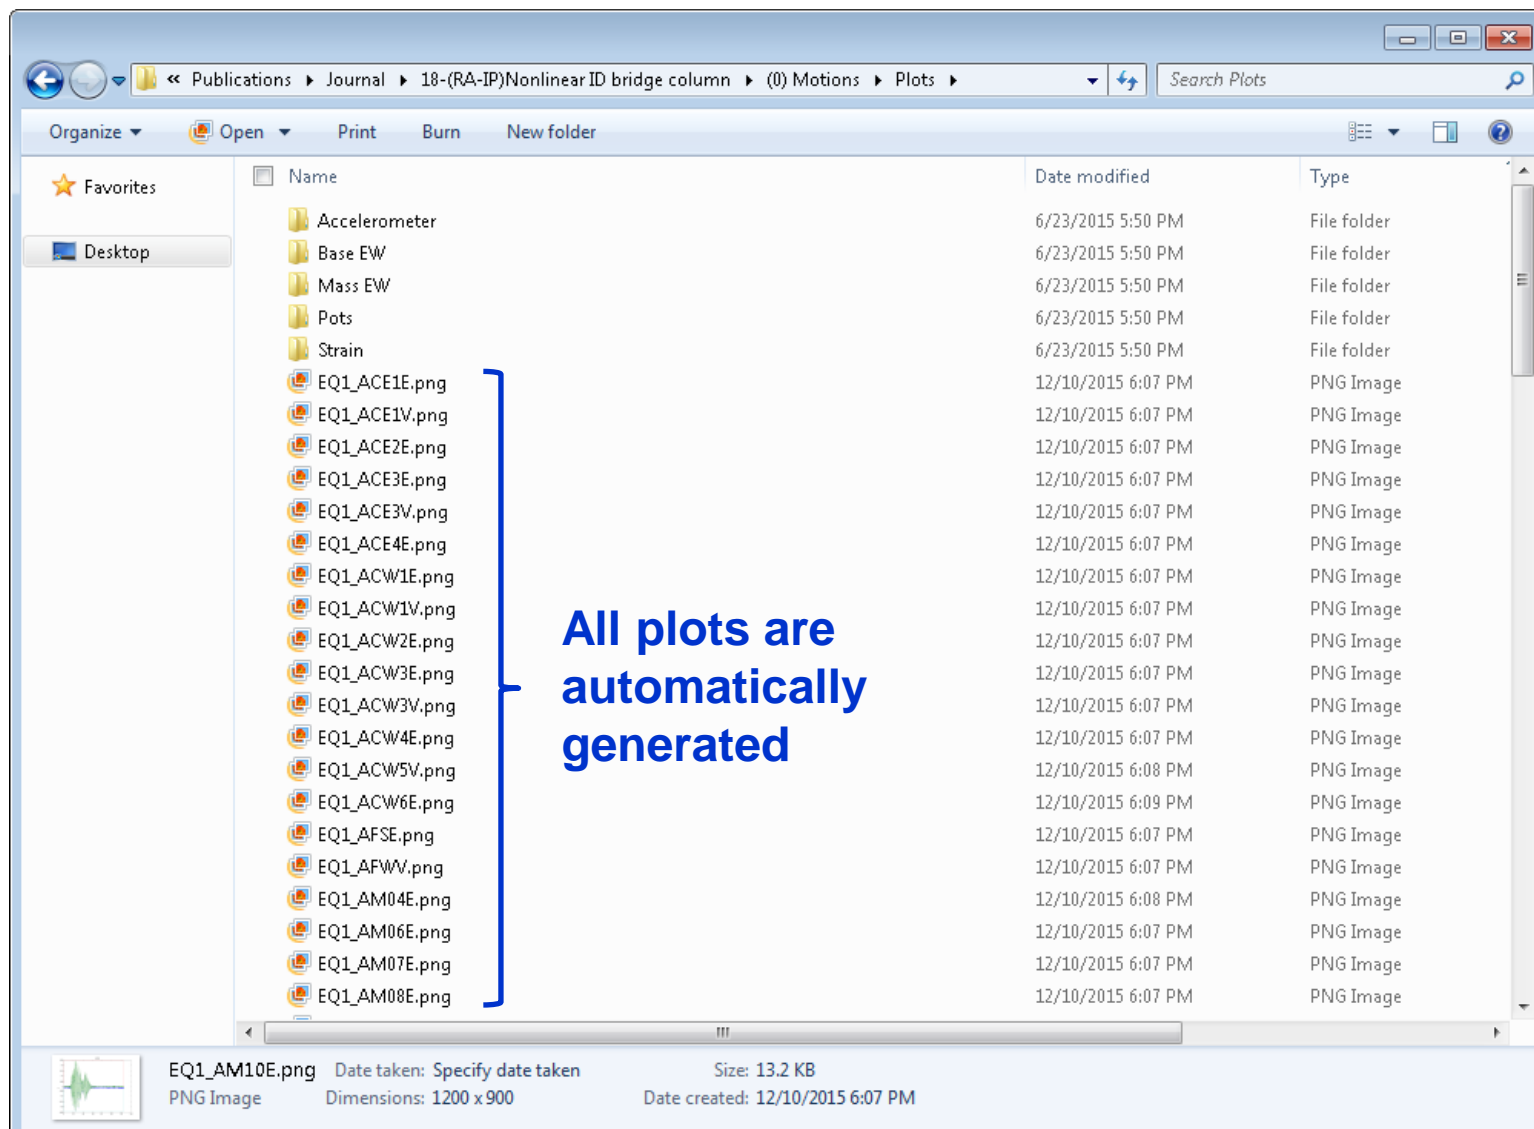 « Publications ▸ Journal ▸ 18-(RA-IP)Nonlinear ID bridge column ▸ (0) Motions ▸ Plots ▸ Search Plots
Organize Open Print Burn New folder
Favorites
Desktop
Name Date modified Type
Accelerometer 6/23/2015 5:50 PM File folder
Base EW 6/23/2015 5:50 PM File folder
Mass EW 6/23/2015 5:50 PM File folder
Pots 6/23/2015 5:50 PM File folder
Strain 6/23/2015 5:50 PM File folder
EQ1_ACE1E.png 12/10/2015 6:07 PM PNG Image
EQ1_ACE1V.png 12/10/2015 6:07 PM PNG Image
EQ1_ACE2E.png 12/10/2015 6:07 PM PNG Image
EQ1_ACE3E.png 12/10/2015 6:07 PM PNG Image
EQ1_ACE3V.png 12/10/2015 6:07 PM PNG Image
EQ1_ACE4E.png 12/10/2015 6:07 PM PNG Image
EQ1_ACW1E.png 12/10/2015 6:07 PM PNG Image
EQ1_ACW1V.png 12/10/2015 6:07 PM PNG Image
EQ1_ACW2E.png 12/10/2015 6:07 PM PNG Image
EQ1_ACW3E.png 12/10/2015 6:07 PM PNG Image
EQ1_ACW3V.png 12/10/2015 6:07 PM PNG Image
EQ1_ACW4E.png 12/10/2015 6:07 PM PNG Image
EQ1_ACW5V.png 12/10/2015 6:08 PM PNG Image
EQ1_ACW6E.png 12/10/2015 6:09 PM PNG Image
EQ1_AFSE.png 12/10/2015 6:07 PM PNG Image
EQ1_AFWV.png 12/10/2015 6:07 PM PNG Image
EQ1_AM04E.png 12/10/2015 6:08 PM PNG Image
EQ1_AM06E.png 12/10/2015 6:07 PM PNG Image
EQ1_AM07E.png 12/10/2015 6:07 PM PNG Image
EQ1_AM08E.png 12/10/2015 6:07 PM PNG Image
All plots are
automatically
generated
EQ1_AM10E.png Date taken: Specify date taken Size: 13.2 KB
PNG Image Dimensions: 1200 x 900 Date created: 12/10/2015 6:07 PM